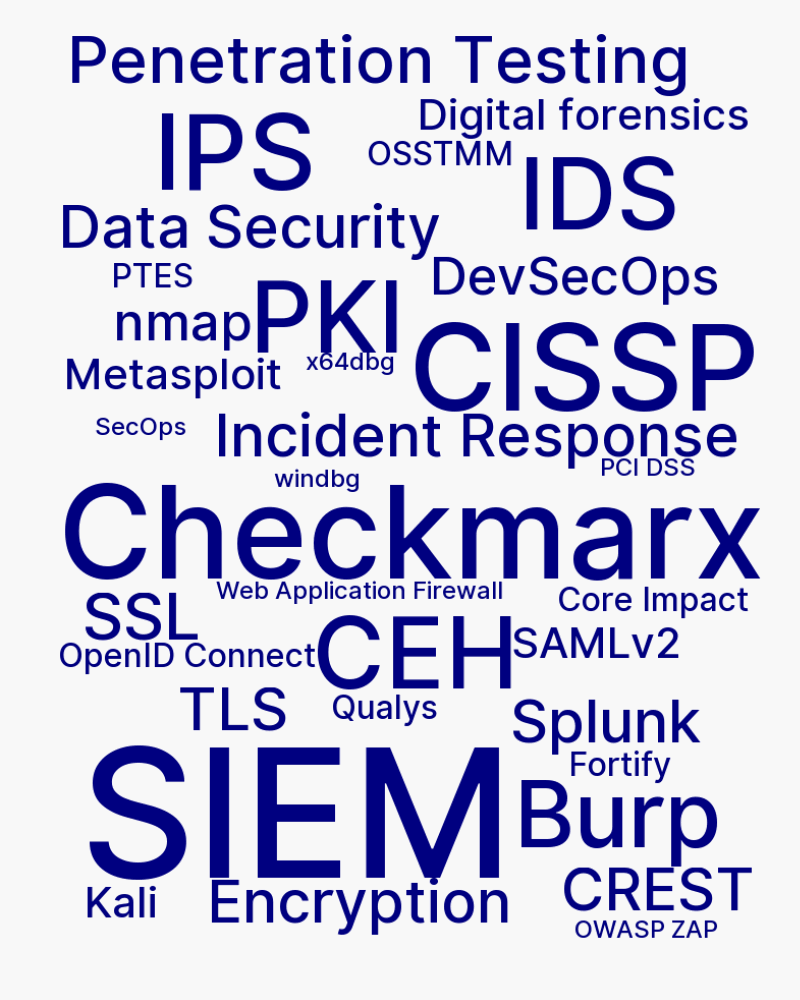 Penetration Testing
Digital forensics
IPS
OSSTMM
IDS
Data Security
PTES
DevSecOps
nmap
PKI
x64dbg
CISSP
Metasploit
SecOps
Incident Response
PCI DSS
windbg
Checkmarx
Web Application Firewall
Core Impact
SSL
CEH
SAMLv2
OpenID Connect
TLS
Qualys
Splunk
Fortify
SIEM
Burp
CREST
Kali
Encryption
OWASP ZAP